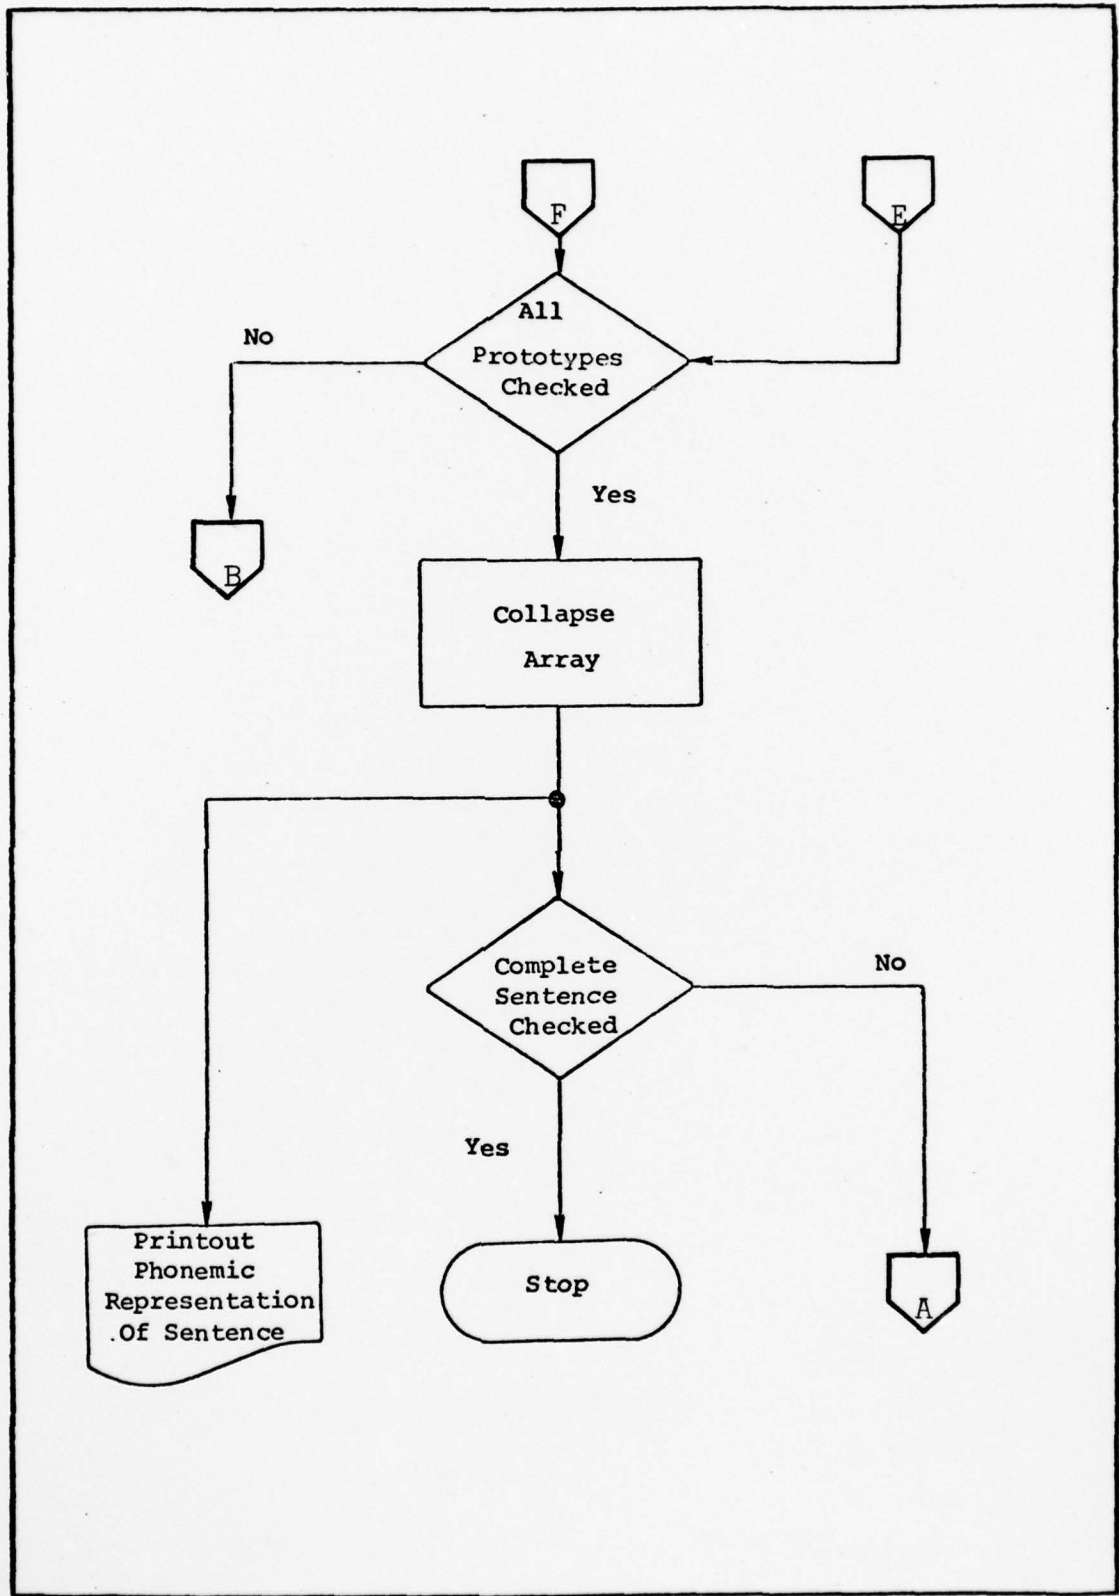 F
E
All
Prototypes
Checked
No
Yes
B
Collapse
Array
Complete
Sentence
Checked
No
Yes
Printout
Phonemic
Representation
.Of Sentence
Stop
A